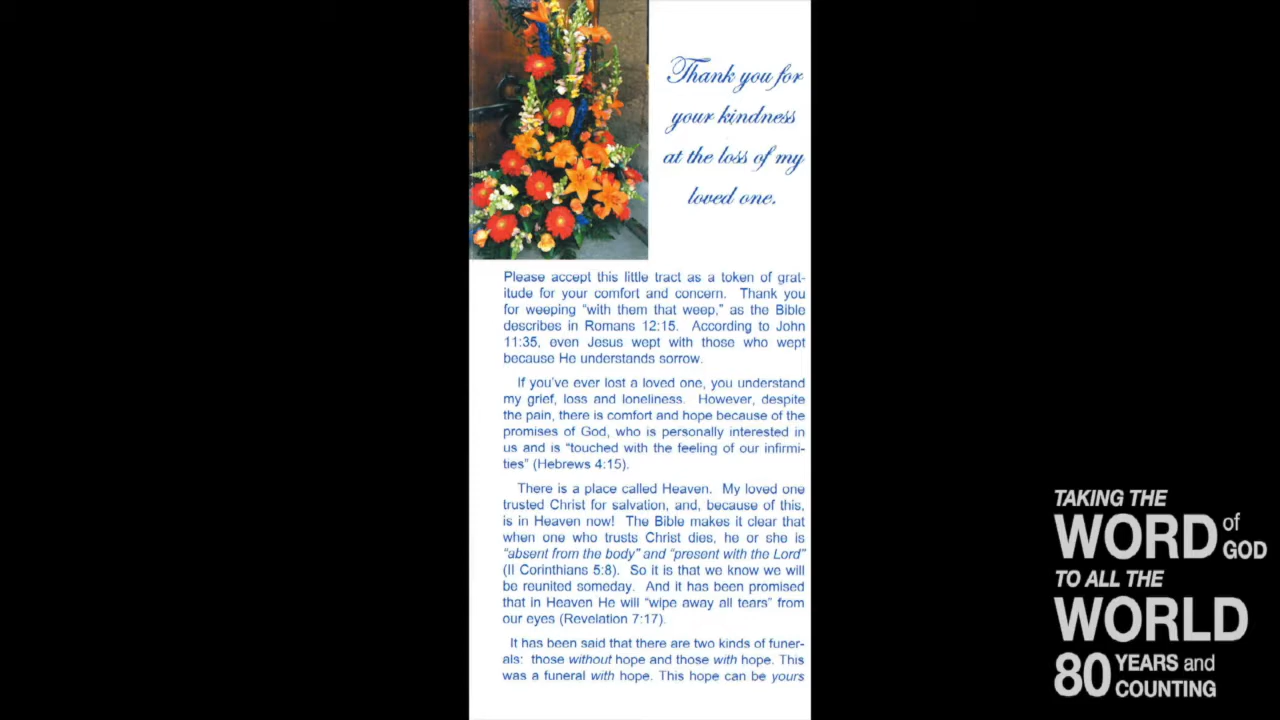 Thank you for
your kindness
at the loss of my
loved one.
Please accept this little tract as a token of grat-
itude for your comfort and concern. Thank you
for weeping “with them that weep,” as the Bible
describes in Romans 12:15. According to John
11:35, even Jesus wept with those who wept
because He understands sorrow.
If you’ve ever lost a loved one, you understand
my grief, loss and loneliness. However, despite
the pain, there is comfort and hope because of the
promises of God, who is personally interested in
us and is “touched with the feeling of our infirmi-
ties” (Hebrews 4:15).
There is a place called Heaven. My loved one
trusted Christ for salvation, and, because of this,
is in Heaven now! The Bible makes it clear that
when one who trusts Christ dies, he or she is
“absent from the body” and “present with the Lord”
(II Corinthians 5:8). So it is that we know we will
be reunited someday. And it has been promised
that in Heaven He will “wipe away all tears” from
our eyes (Revelation 7:17).
It has been said that there are two kinds of funer-
als: those without hope and those with hope. This
was a funeral with hope. This hope can be yours
TAKING THE
WORD of
GOD
TO ALL THE
WORLD
80 YEARS and
COUNTING